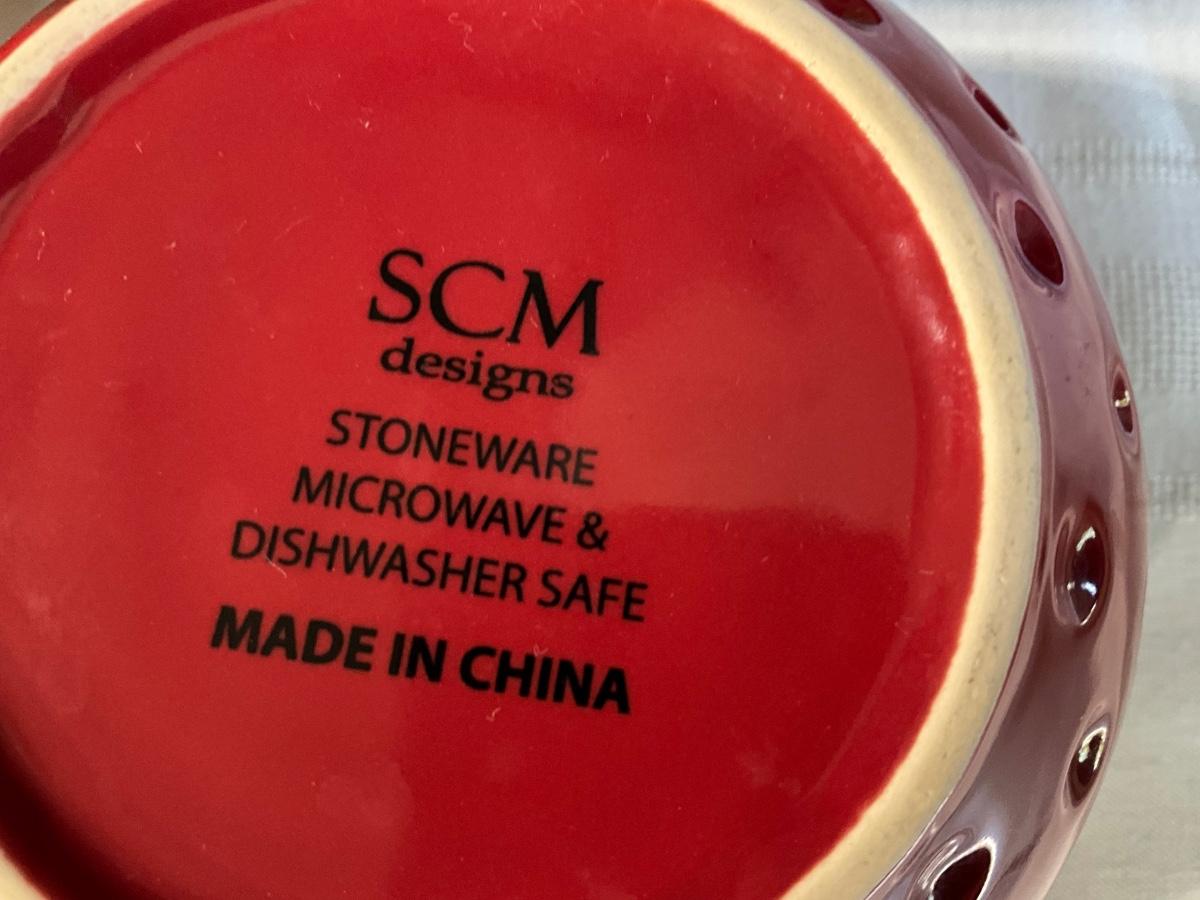 SCM
designs
STONEWARE
MICROWAVE &
DISHWASHER SAFE
MADE IN CHINA